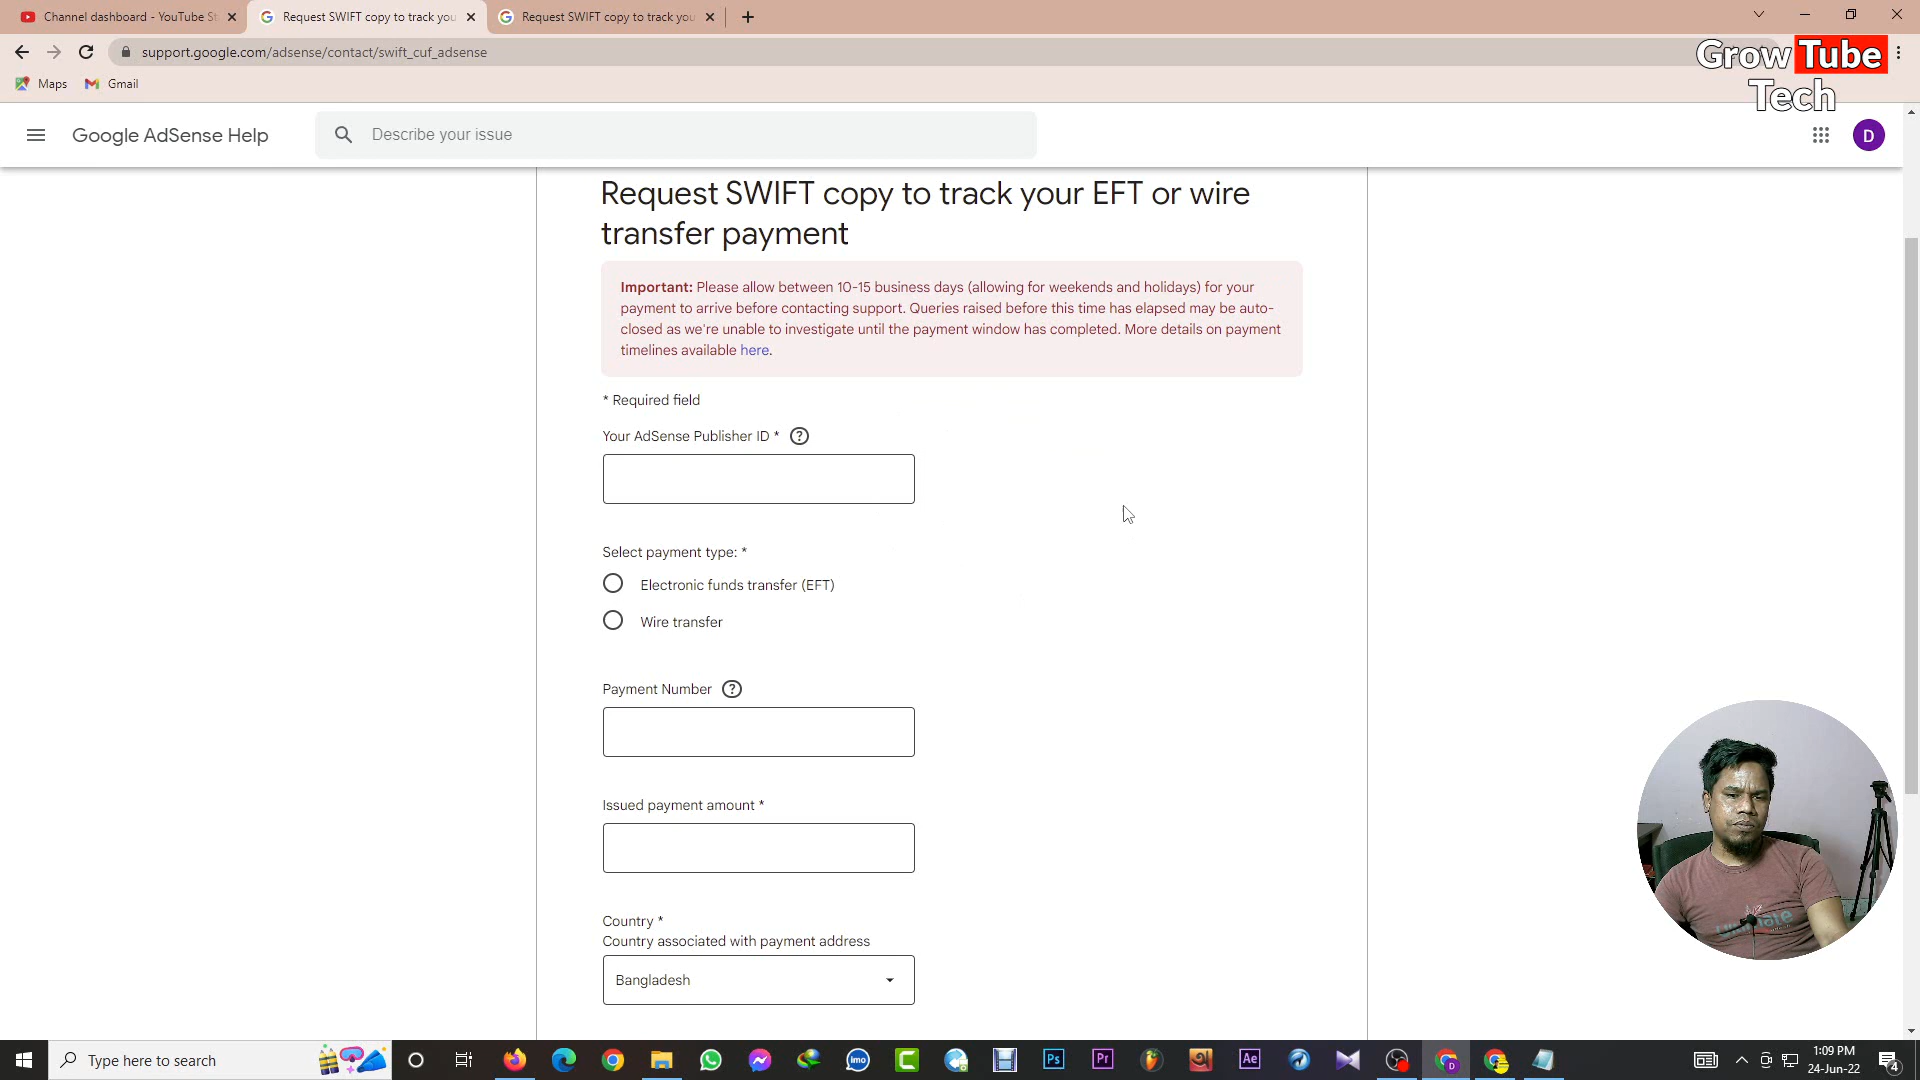 Channel dashboard - YouTube St
Request SWIFT copy to track you
Request SWIFT copy to track you
support.google.com/adsense/contact/swift_cuf_adsense
Maps
Gmail
Grow Tube
Tech
Google AdSense Help
Describe your issue
D
Request SWIFT copy to track your EFT or wire
transfer payment
Important: Please allow between 10-15 business days (allowing for weekends and holidays) for your
payment to arrive before contacting support. Queries raised before this time has elapsed may be auto-
closed as we're unable to investigate until the payment window has completed. More details on payment
timelines available here.
* Required field
Your AdSense Publisher ID *
Select payment type: *
Electronic funds transfer (EFT)
Wire transfer
Payment Number
Issued payment amount *
Country *
Country associated with payment address
Bangladesh
Type here to search
imo
Ps
Pr
Ae
1:09 PM
24-Jun-22
4